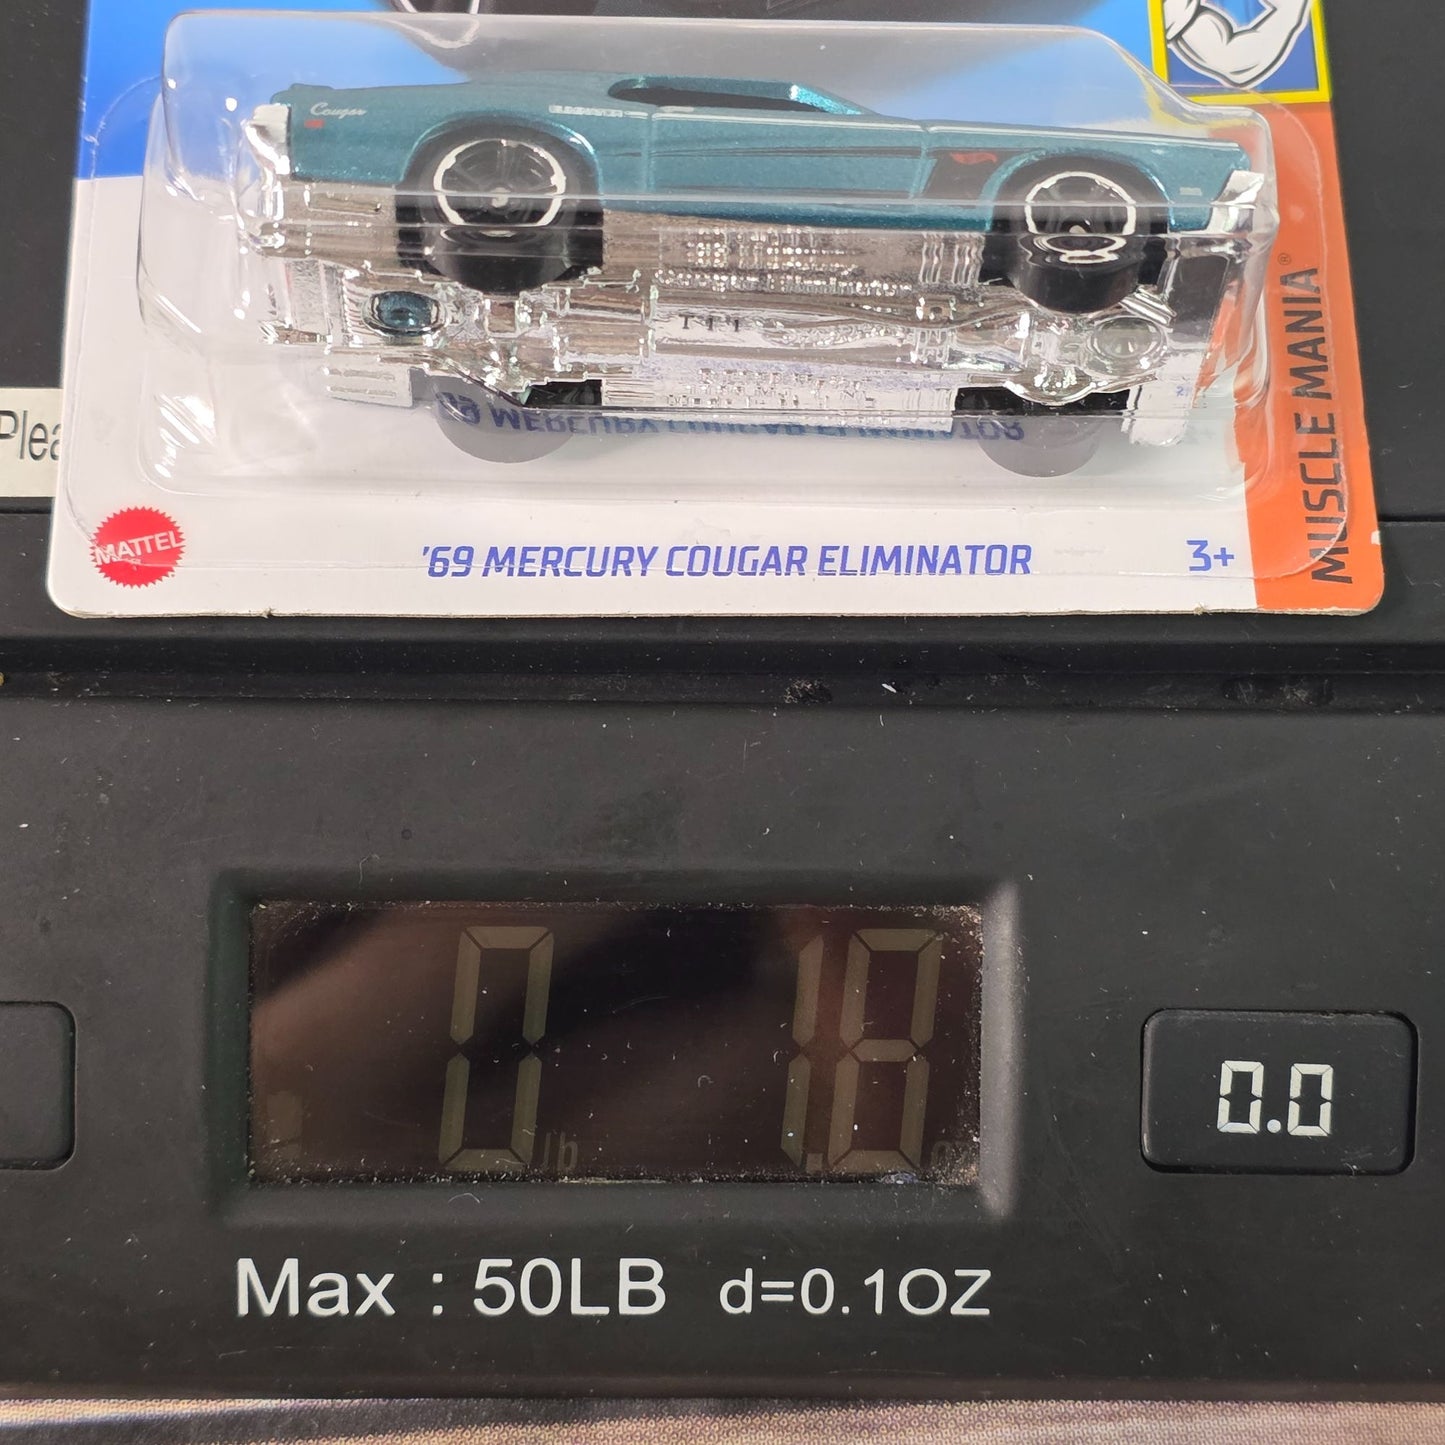 Cougar
MATTEL
'69 MERCURY COUGAR ELIMINATOR
3+
MUSCLE MANIA®
Plea
0 lb 1.8 oz
0.0
Max : 50LB d=0.1OZ